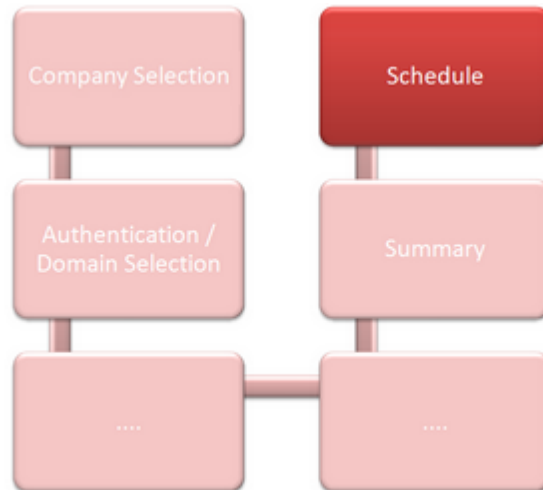 Company Selection
Schedule
Authentication /
Domain Selection
Summary
....
....